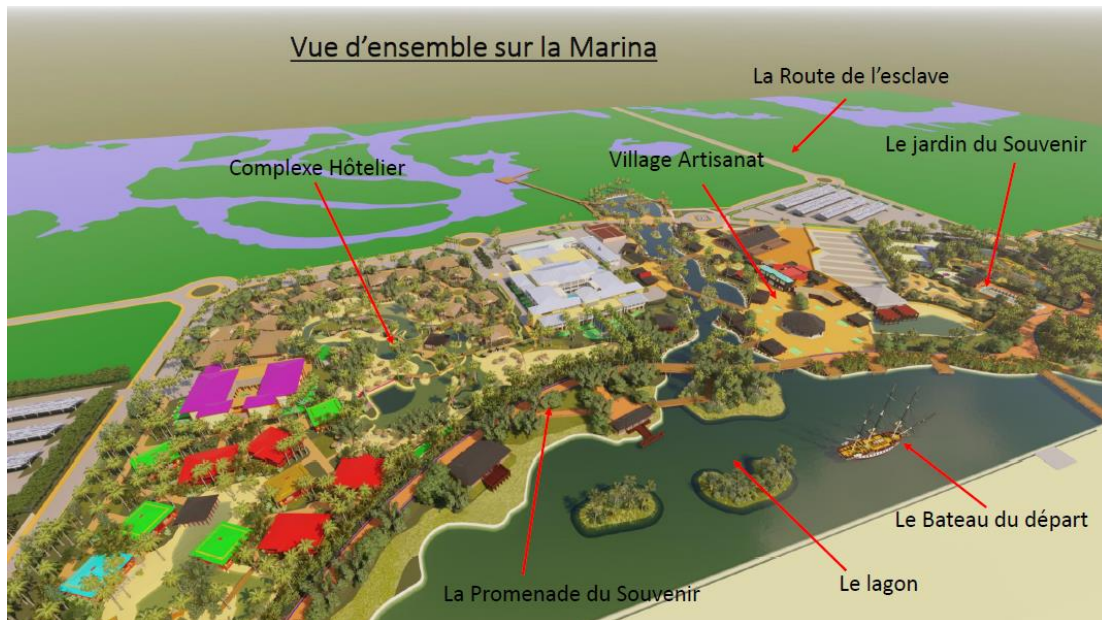 Vue d'ensemble sur la Marina
La Route de l'esclave
Le jardin du Souvenir
Village Artisanat
Complexe Hôtelier
Le Bateau du départ
Le lagon
La Promenade du Souvenir